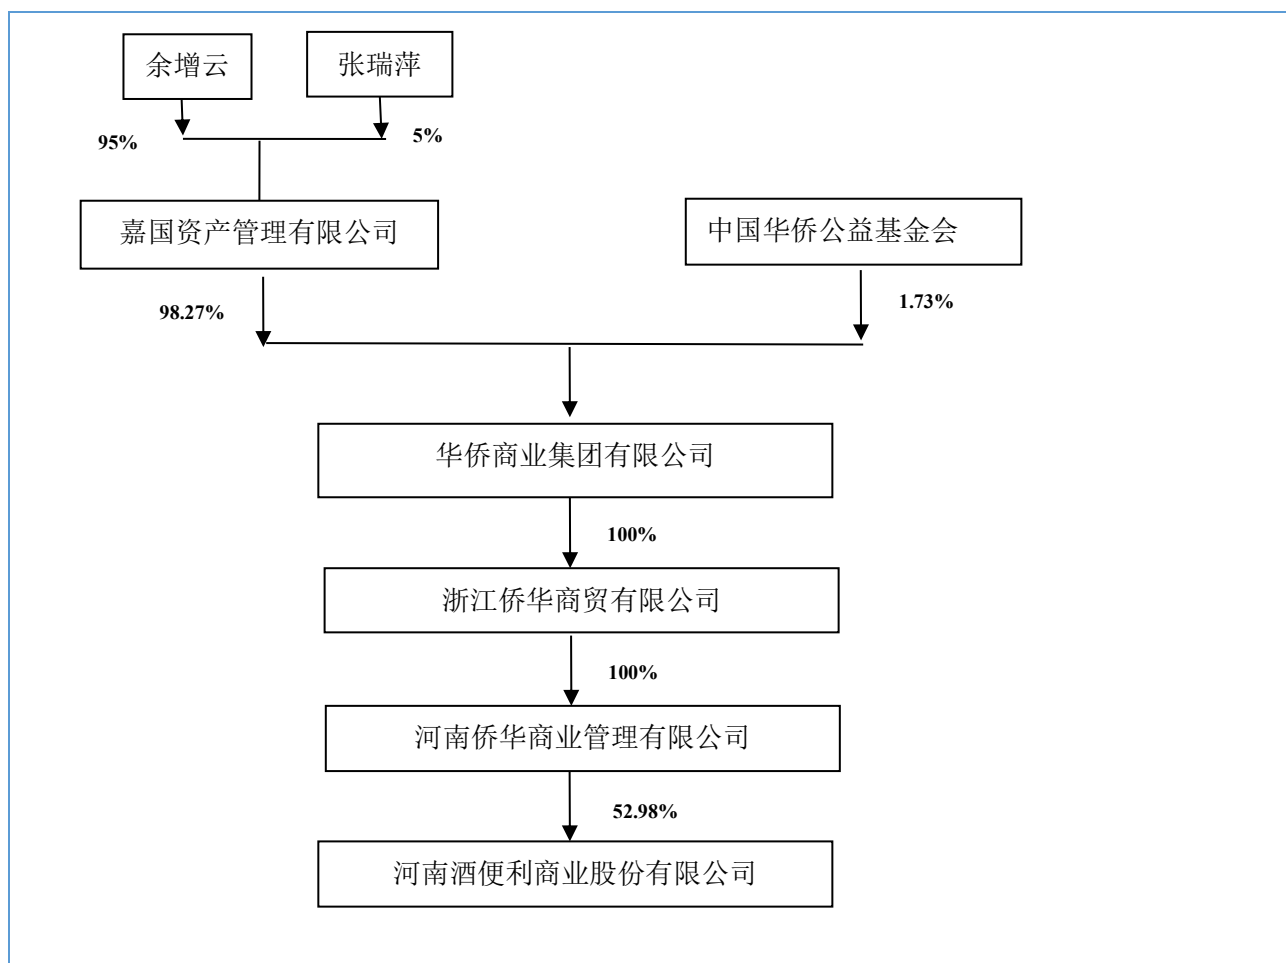 余增云
张瑞萍
95%
5%
嘉国资产管理有限公司
中国华侨公益基金会
98.27%
1.73%
华侨商业集团有限公司
100%
浙江侨华商贸有限公司
100%
河南侨华商业管理有限公司
52.98%
河南酒便利商业股份有限公司